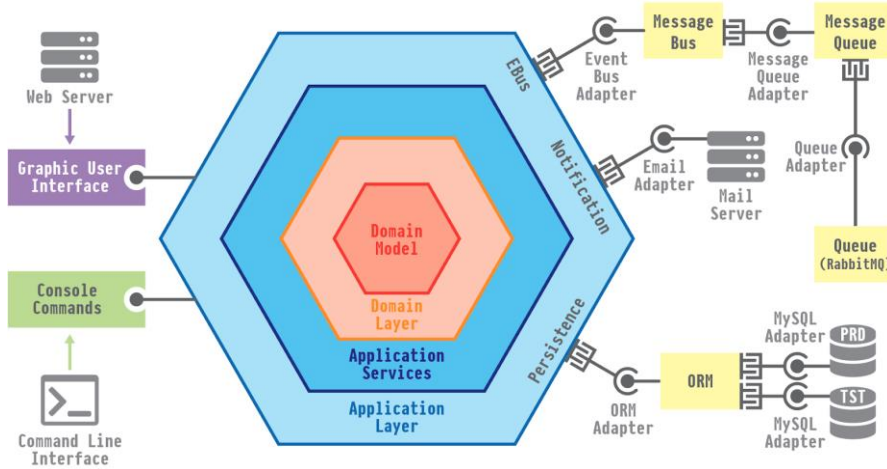 Web Server
Graphic User
Interface
Console
Commands
Command Line
Interface
Domain
Model
Domain
Layer
Application
Services
Application
Layer
EBus
Notification
Persistence
Event
Bus
Adapter
Message
Bus
Message
Queue
Adapter
Message
Queue
Queue
Adapter
Queue
(RabbitMQ)
Email
Adapter
Mail
Server
ORM
Adapter
ORM
MySQL
Adapter
PRD
TST
MySQL
Adapter